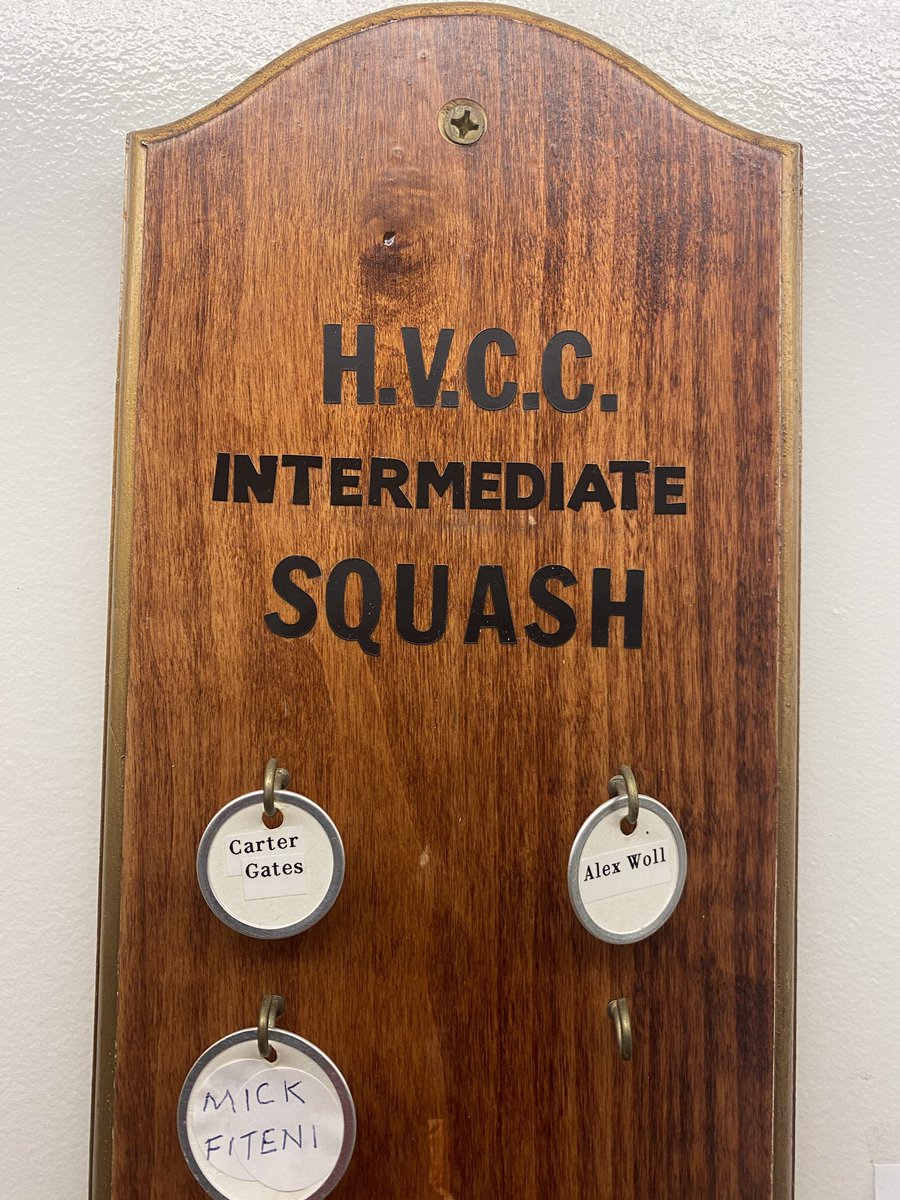 H.V.C.C.
INTERMEDIATE
SQUASH
Carter
Gates
Alex Woll
MICK
FITENI